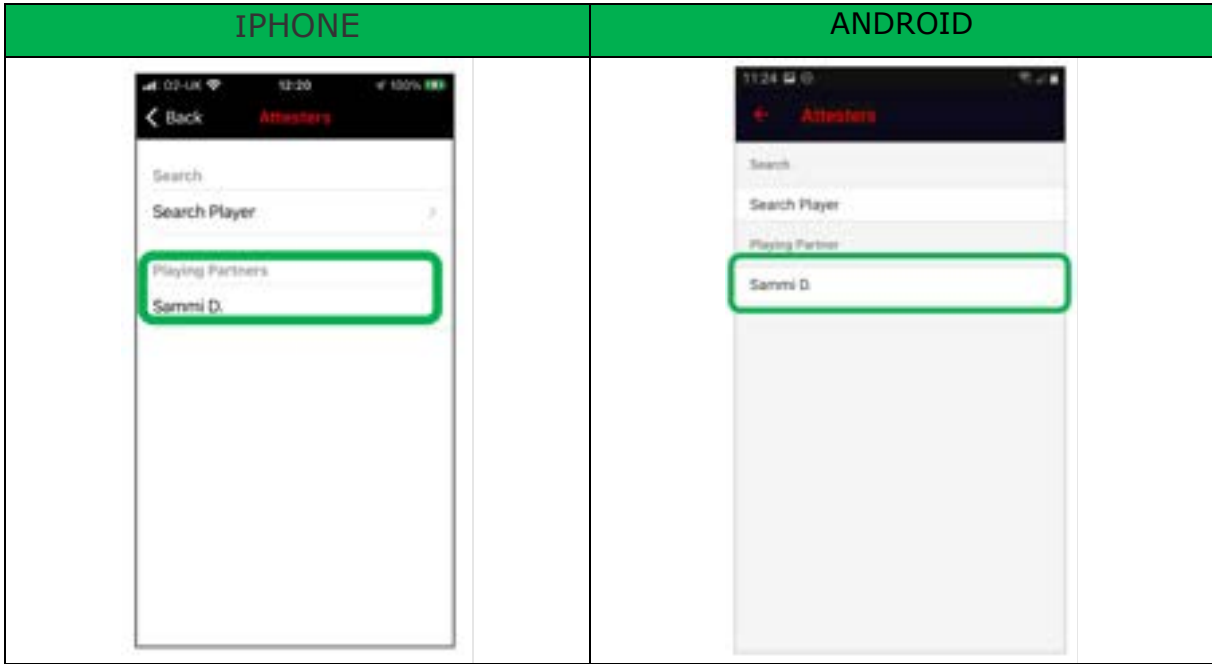 IPHONE
ANDROID
O2-UK 12:20 100%
Back Attesters
Search
Search Player
Playing Partners
Sammi D.
11:24
Attesters
Search
Search Player
Playing Partner
Sammi D.